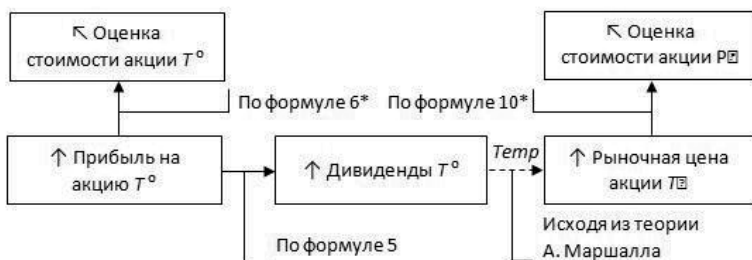 ↖ Оценка
стоимости акции T°
↖ Оценка
стоимости акции P
По формуле 6*
По формуле 10*
↑ Прибыль на
акцию T°
↑ Дивиденды T°
Temp
↑ Рыночная цена
акции T
По формуле 5
Исходя из теории
А. Маршалла